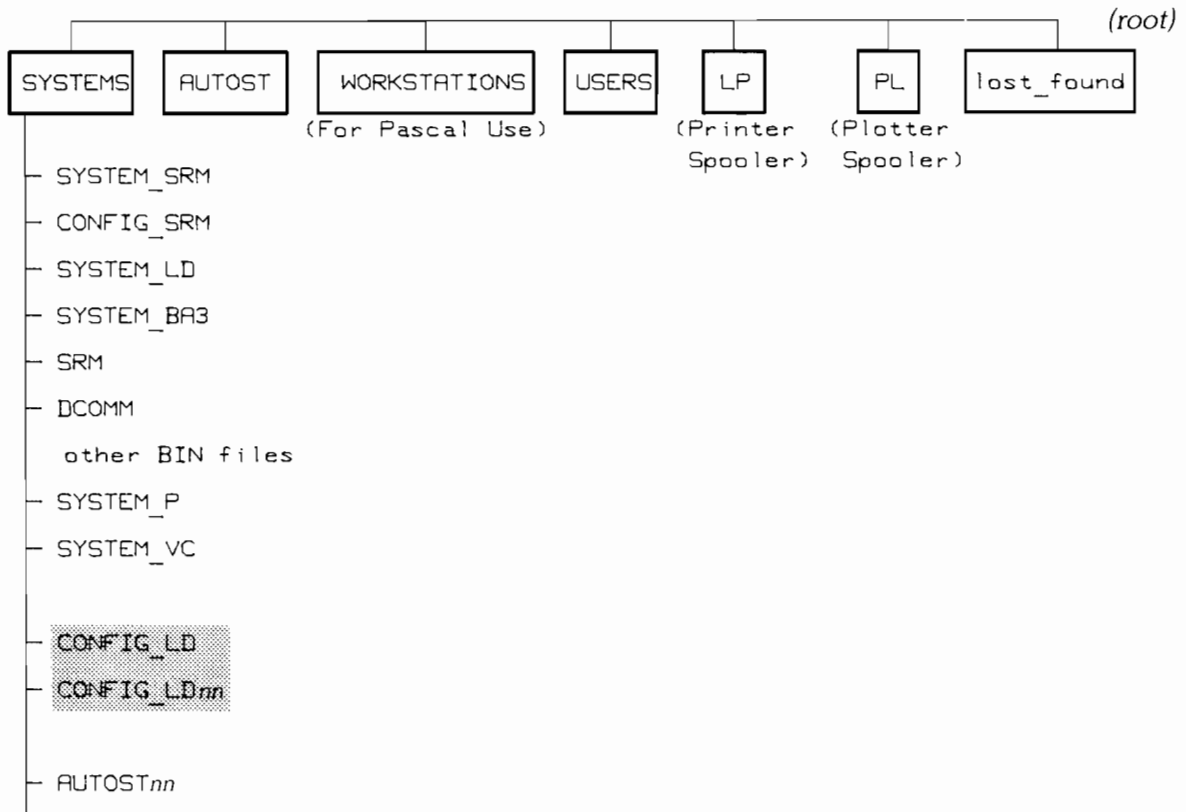 (root)
SYSTEMS AUTOST WORKSTATIONS USERS LP PL lost_found
(For Pascal Use) (Printer Spooler) (Plotter Spooler)
SYSTEM_SRM
CONFIG_SRM
SYSTEM_LD
SYSTEM_BA3
SRM
DCOMM
other BIN files
SYSTEM_P
SYSTEM_VC
CONFIG_LD
CONFIG_LDnn
AUTOSTnn